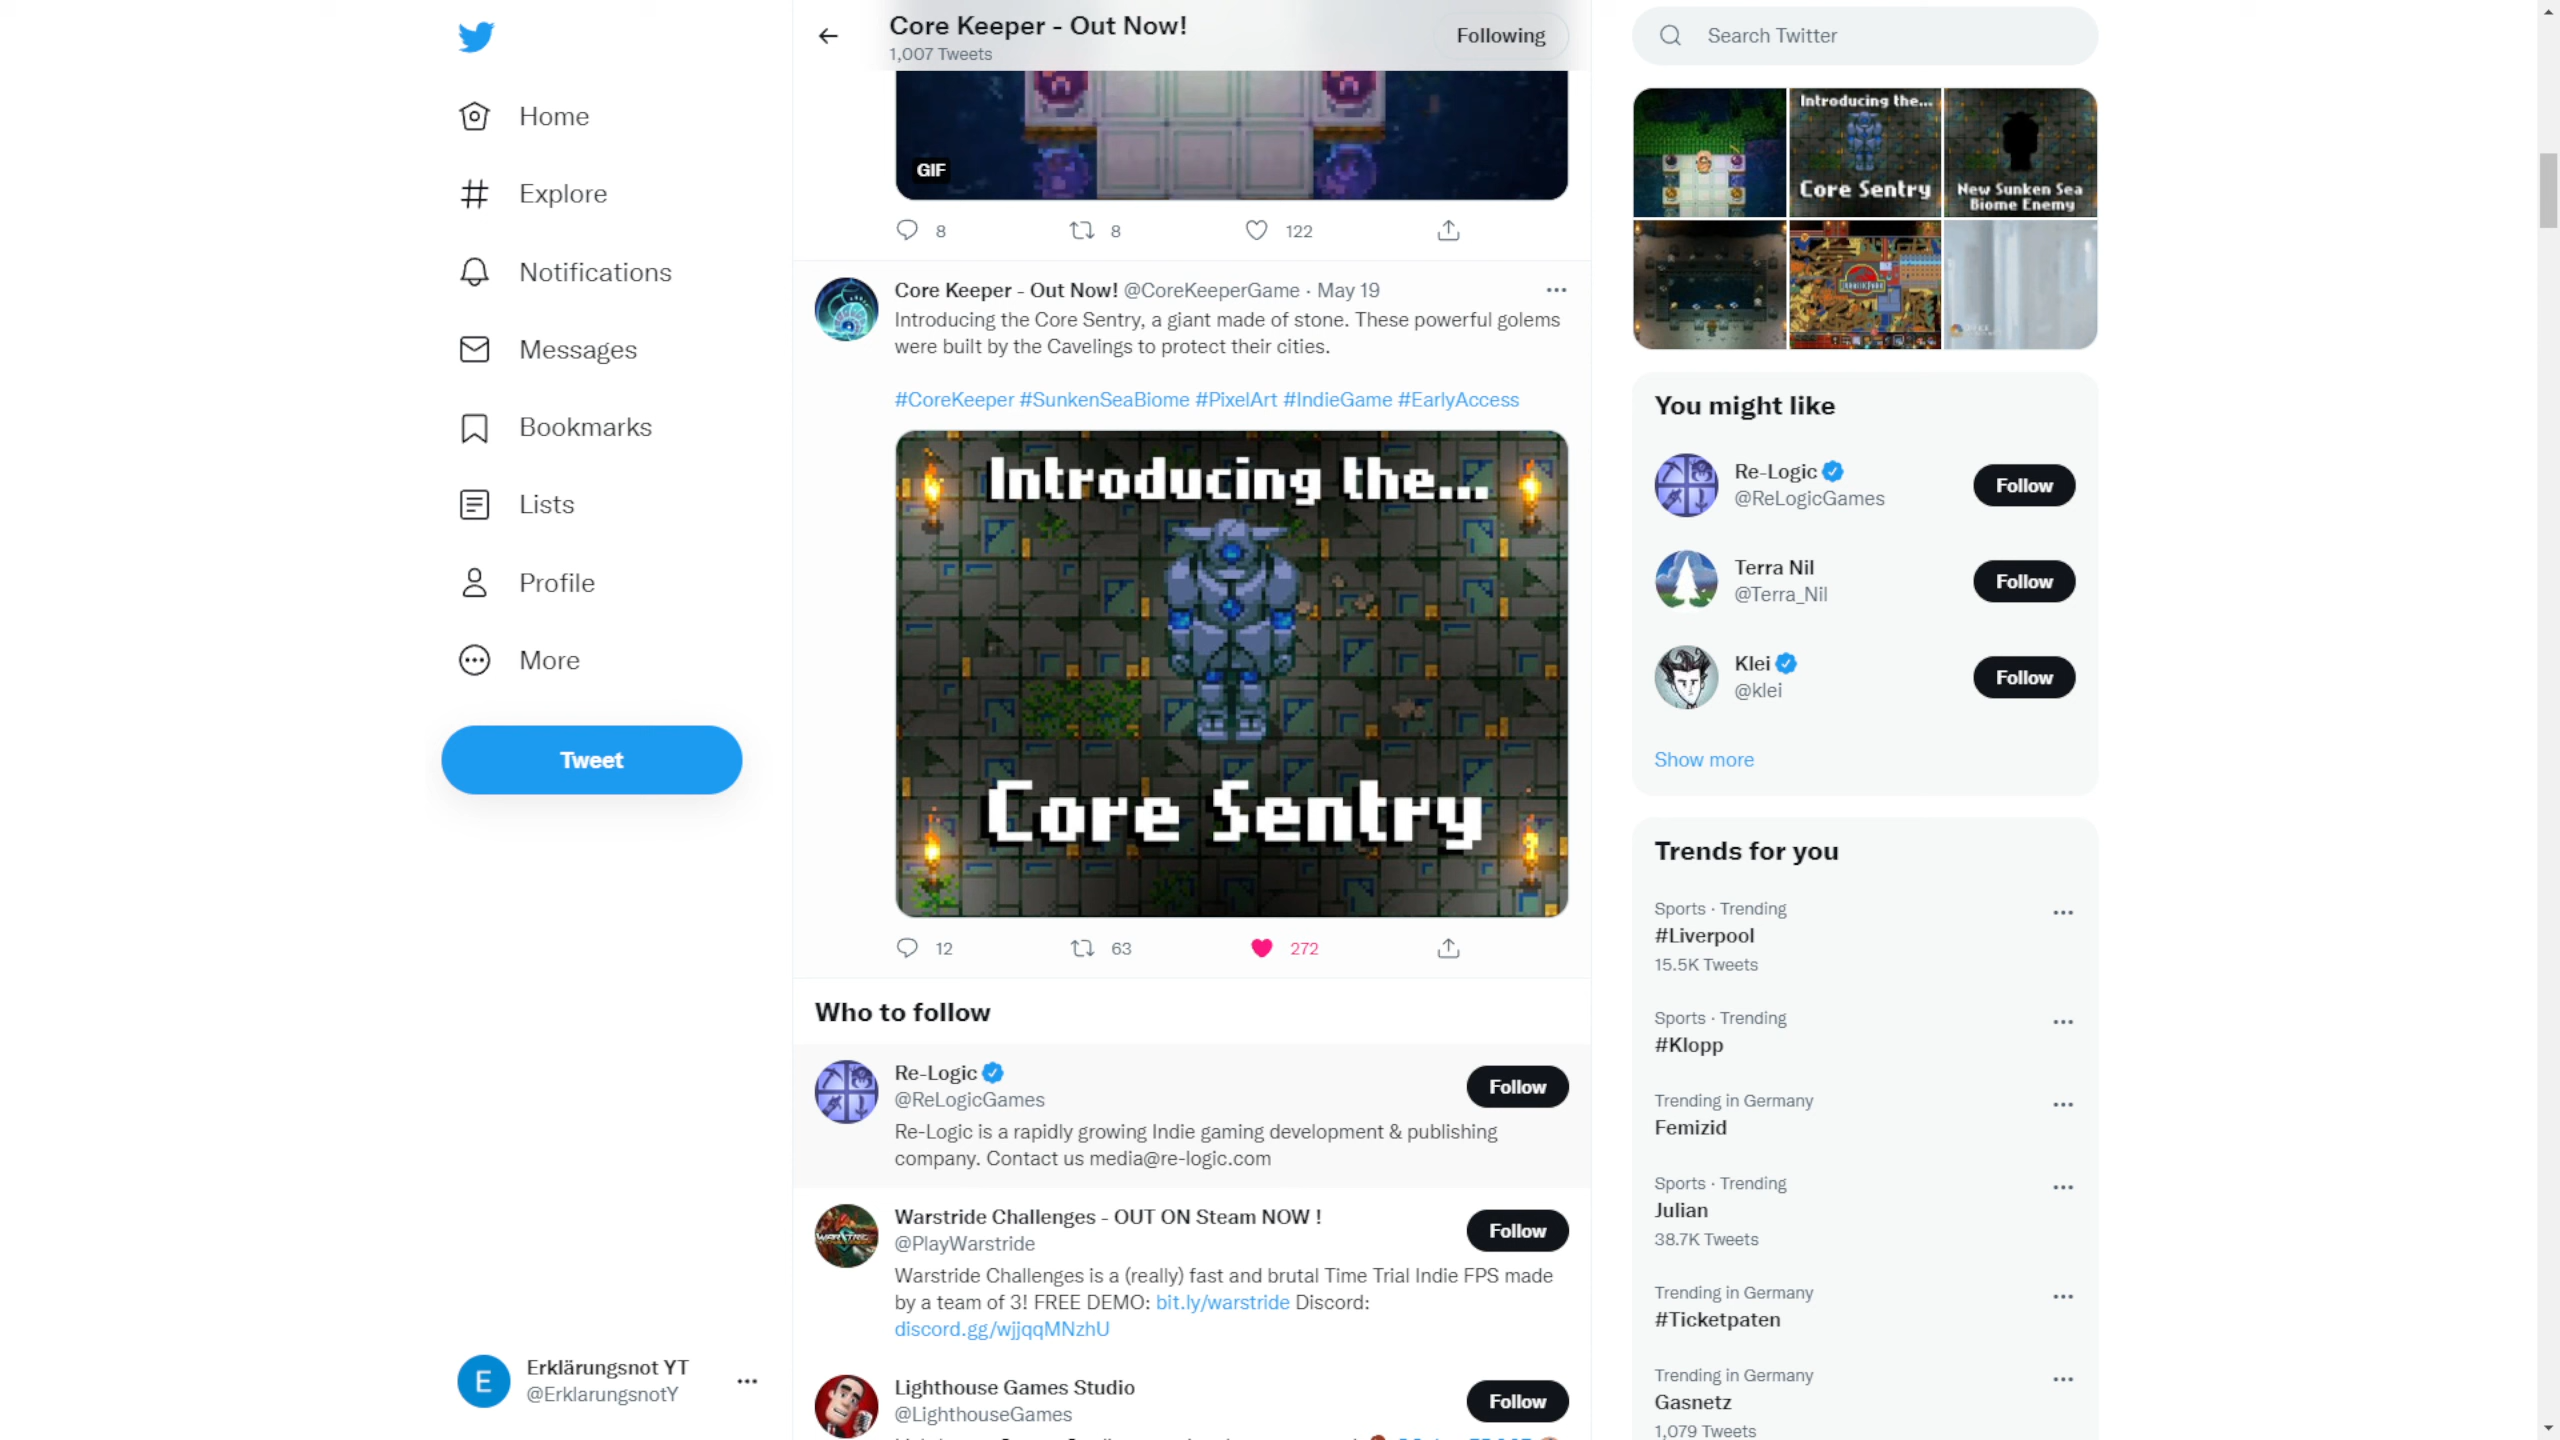 Home
Explore
Notifications
Messages
Bookmarks
Lists
Profile
More
Tweet
E
Erklärungsnot YT
@ErklarungsnotY
Core Keeper - Out Now!
1,007 Tweets
Following
GIF
8
8
122
Core Keeper - Out Now! @CoreKeeperGame · May 19
Introducing the Core Sentry, a giant made of stone. These powerful golems
were built by the Cavelings to protect their cities.
#CoreKeeper #SunkenSeaBiome #PixelArt #IndieGame #EarlyAccess
Introducing the...
Core Sentry
12
63
272
Who to follow
Re-Logic
@ReLogicGames
Follow
Re-Logic is a rapidly growing Indie gaming development & publishing
company. Contact us media@re-logic.com
Warstride Challenges - OUT ON Steam NOW !
@PlayWarstride
Follow
Warstride Challenges is a (really) fast and brutal Time Trial Indie FPS made
by a team of 3! FREE DEMO: bit.ly/warstride Discord:
discord.gg/wjjqqMNzhU
Lighthouse Games Studio
@LighthouseGames
Follow
Search Twitter
Introducing the...
Core Sentry
New Sunken Sea
Biome Enemy
You might like
Re-Logic
@ReLogicGames
Follow
Terra Nil
@Terra_Nil
Follow
Klei
@klei
Follow
Show more
Trends for you
Sports · Trending
#Liverpool
15.5K Tweets
Sports · Trending
#Klopp
Trending in Germany
Femizid
Sports · Trending
Julian
38.7K Tweets
Trending in Germany
#Ticketpaten
Trending in Germany
Gasnetz
1,079 Tweets